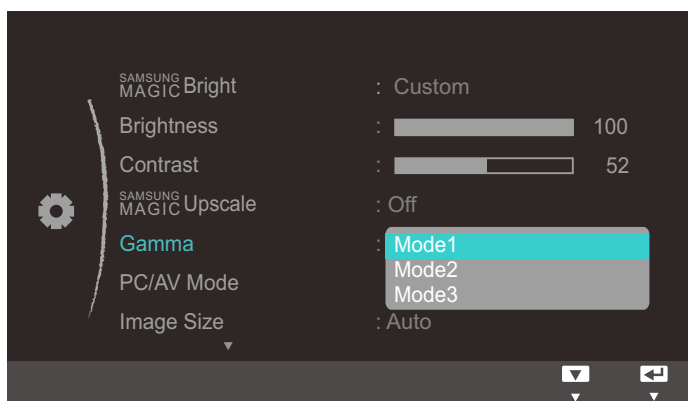 SAMSUNG MAGIC Bright : Custom
Brightness : 100
Contrast : 52
SAMSUNG MAGIC Upscale : Off
Gamma : Mode1
Mode2
PC/AV Mode
Mode3
Image Size : Auto